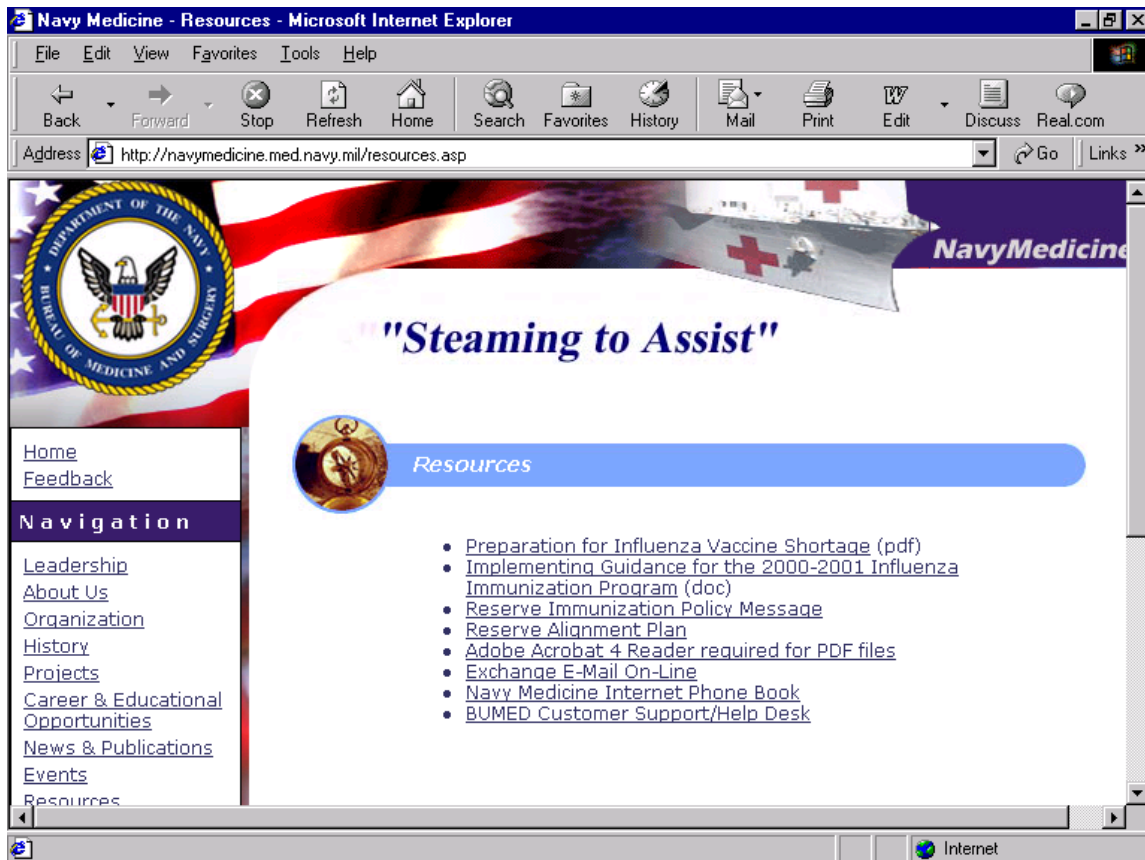 Navy Medicine - Resources - Microsoft Internet Explorer
File Edit View Favorites Tools Help
Back Forward Stop Refresh Home Search Favorites History Mail Print Edit Discuss Real.com
Address http://navymedicine.med.navy.mil/resources.asp Go Links »
DEPARTMENT OF THE NAVY
BUREAU OF MEDICINE AND SURGERY
NavyMedicine
""Steaming to Assist"
Home
Feedback
Navigation
Leadership
About Us
Organization
History
Projects
Career & Educational
Opportunities
News & Publications
Events
Resources
Resources
• Preparation for Influenza Vaccine Shortage (pdf)
• Implementing Guidance for the 2000-2001 Influenza
Immunization Program (doc)
• Reserve Immunization Policy Message
• Reserve Alignment Plan
• Adobe Acrobat 4 Reader required for PDF files
• Exchange E-Mail On-Line
• Navy Medicine Internet Phone Book
• BUMED Customer Support/Help Desk
Internet